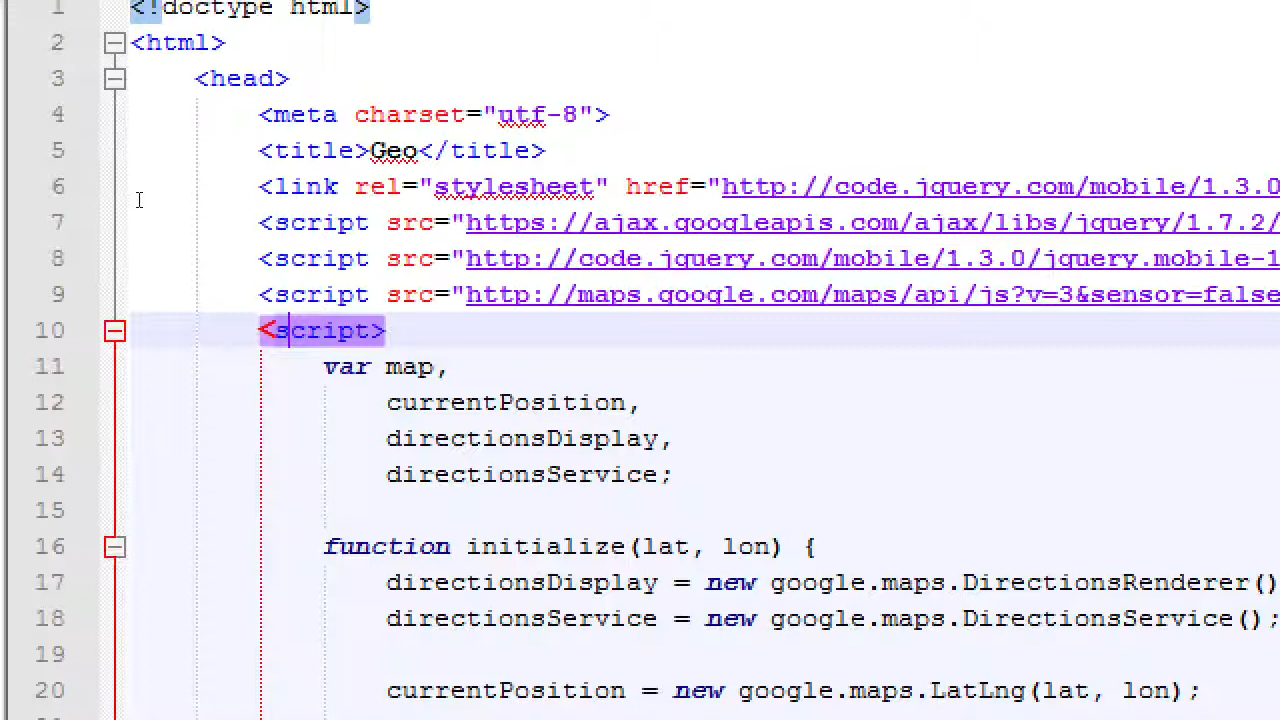 1 <!doctype html>
2 <html>
3 <head>
4 <meta charset="utf-8">
5 <title>Geo</title>
6 <link rel="stylesheet" href="http://code.jquery.com/mobile/1.3.0
7 <script src="https://ajax.googleapis.com/ajax/libs/jquery/1.7.2/
8 <script src="http://code.jquery.com/mobile/1.3.0/jquery.mobile-1
9 <script src="http://maps.google.com/maps/api/js?v=3&sensor=false
10 <script>
11 var map,
12 currentPosition,
13 directionsDisplay,
14 directionsService;
15
16 function initialize(lat, lon) {
17 directionsDisplay = new google.maps.DirectionsRenderer()
18 directionsService = new google.maps.DirectionsService();
19
20 currentPosition = new google.maps.LatLng(lat, lon);